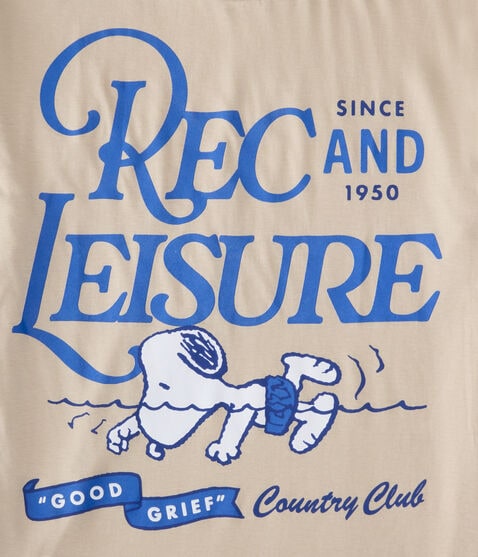 REC AND
SINCE
1950
LEISURE
"GOOD GRIEF"
Country Club